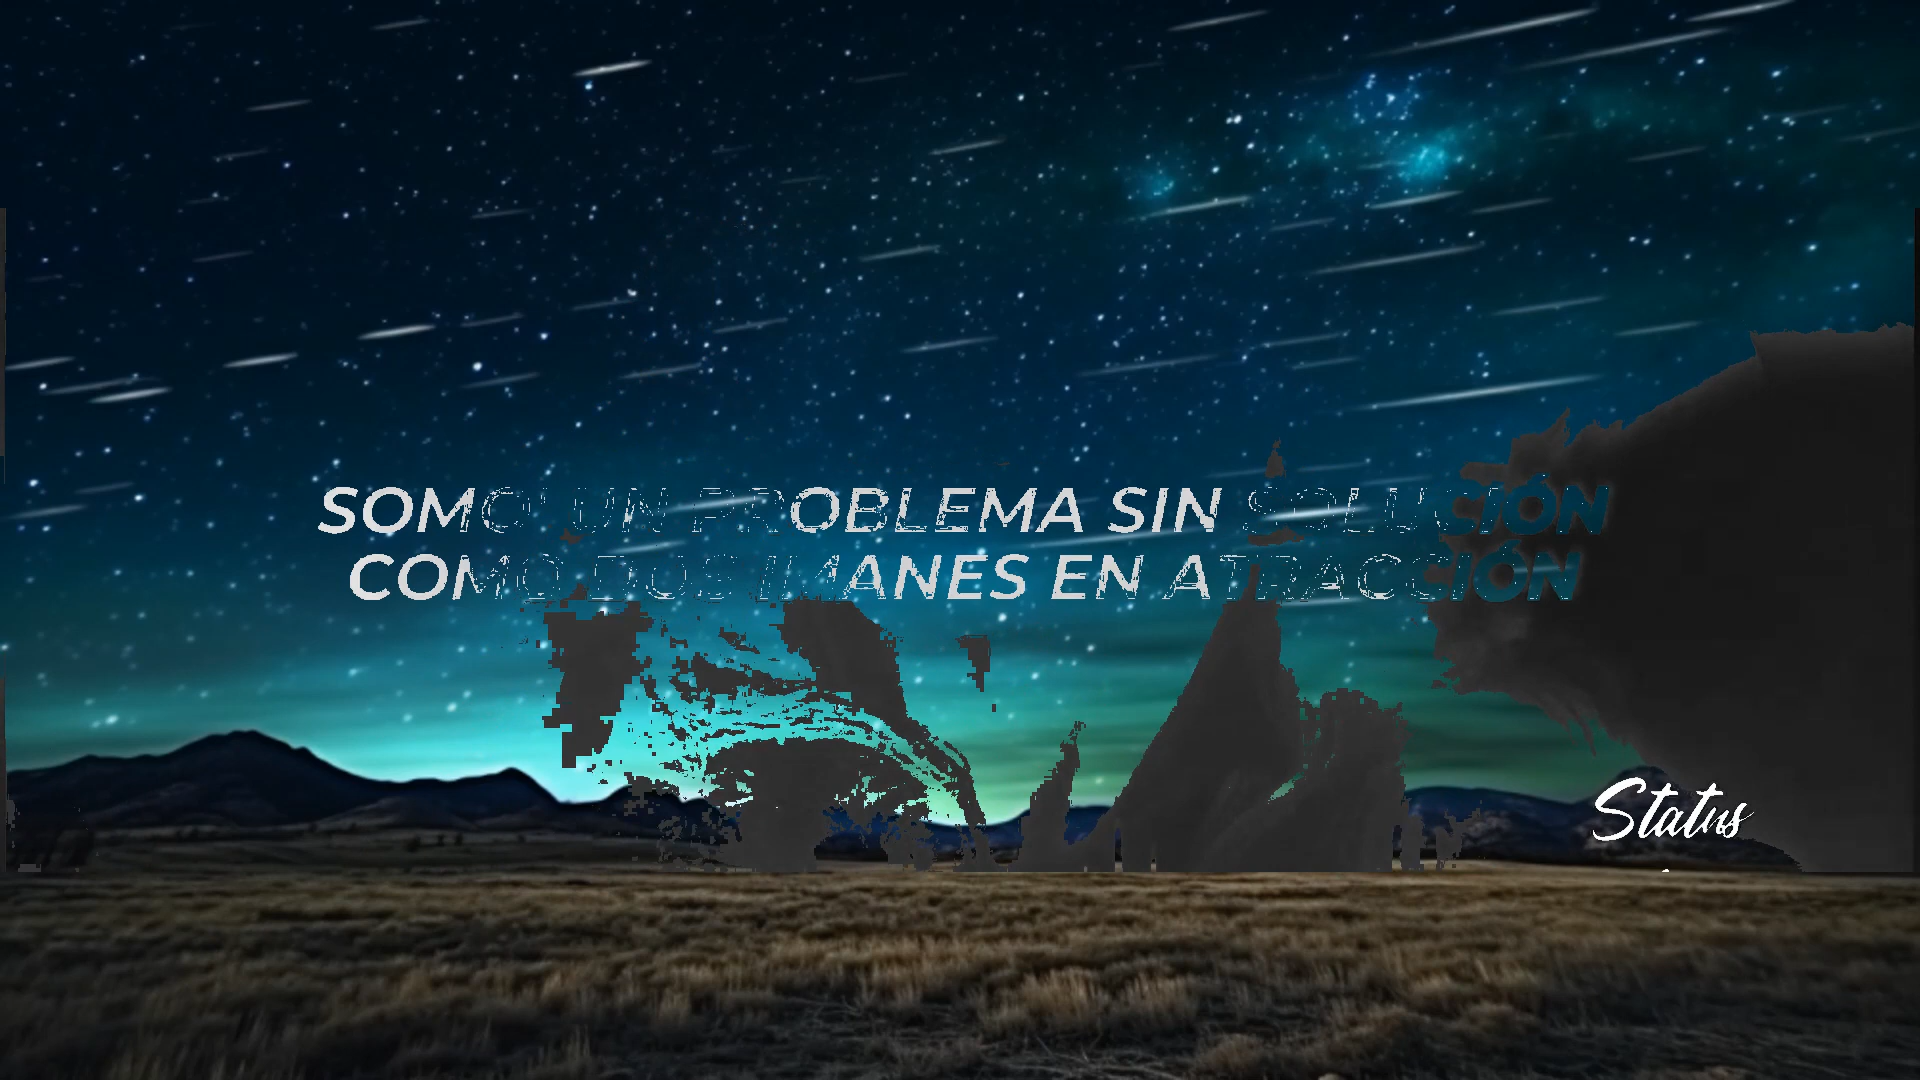 SOMOS UN PROBLEMA SIN SOLUCIÓN
COMO DOS IMANES EN ATRACCIÓN
Status